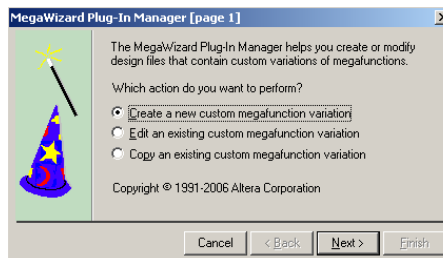 MegaWizard Plug-In Manager [page 1]
The MegaWizard Plug-In Manager helps you create or modify
design files that contain custom variations of megafunctions.
Which action do you want to perform?
Create a new custom megafunction variation
Edit an existing custom megafunction variation
Copy an existing custom megafunction variation
Copyright © 1991-2006 Altera Corporation
Cancel < Back Next > Finish